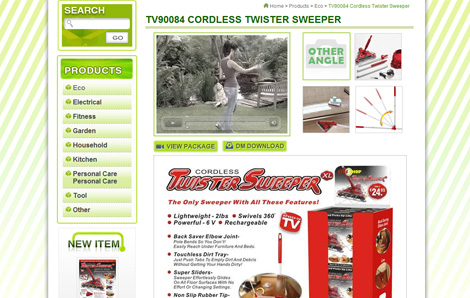 SEARCH
GO
PRODUCTS
Eco
Electrical
Fitness
Garden
Household
Kitchen
Personal Care
Personal Care
Tool
Other
NEW ITEM
Home » Products » Eco » TV90084 Cordless Twister Sweeper
TV90084 CORDLESS TWISTER SWEEPER
OTHER
ANGLE
VIEW PACKAGE
DM DOWNLOAD
CORDLESS
TWISTER SWEEPER XL
The Only Sweeper With All These Features!
• Lightweight - 2lbs • Swivels 360°
• Powerful - 6 V • Rechargeable
As Seen On
TV
• Back Saver Elbow Joint-
Pole Bends So You Don't!
Easily Reach Under Furniture And Beds.
• Touchless Dirt Tray-
Just Push Tabs To Empty Dirt And Debris
Without Getting Your Hands Dirty.
• Super Sliders-
Sweeper Effortlessly Glides
On All Floor Surfaces With No
Effort Or Changing Settings.
• Non Slip Rubber Tip-